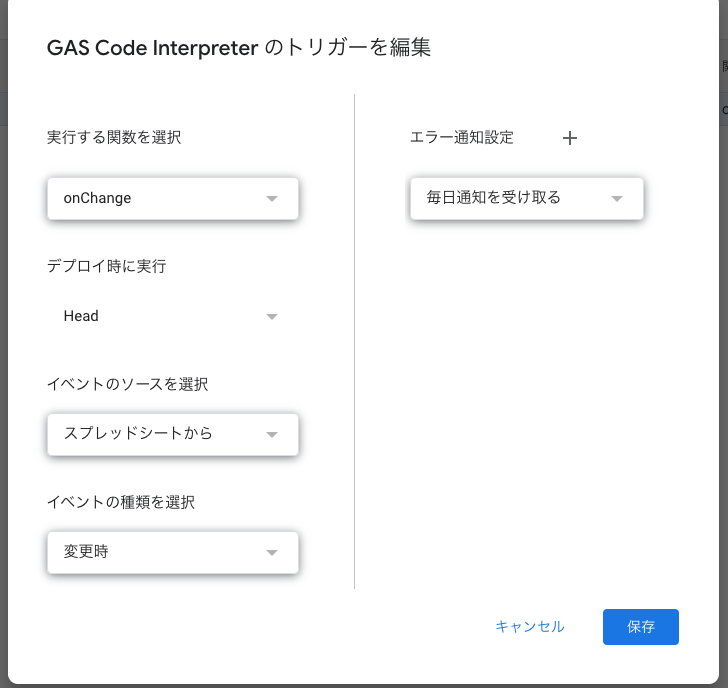 GAS Code Interpreter のトリガーを編集
実行する関数を選択
onChange
デプロイ時に実行
Head
イベントのソースを選択
スプレッドシートから
イベントの種類を選択
変更時
エラー通知設定
毎日通知を受け取る
キャンセル
保存